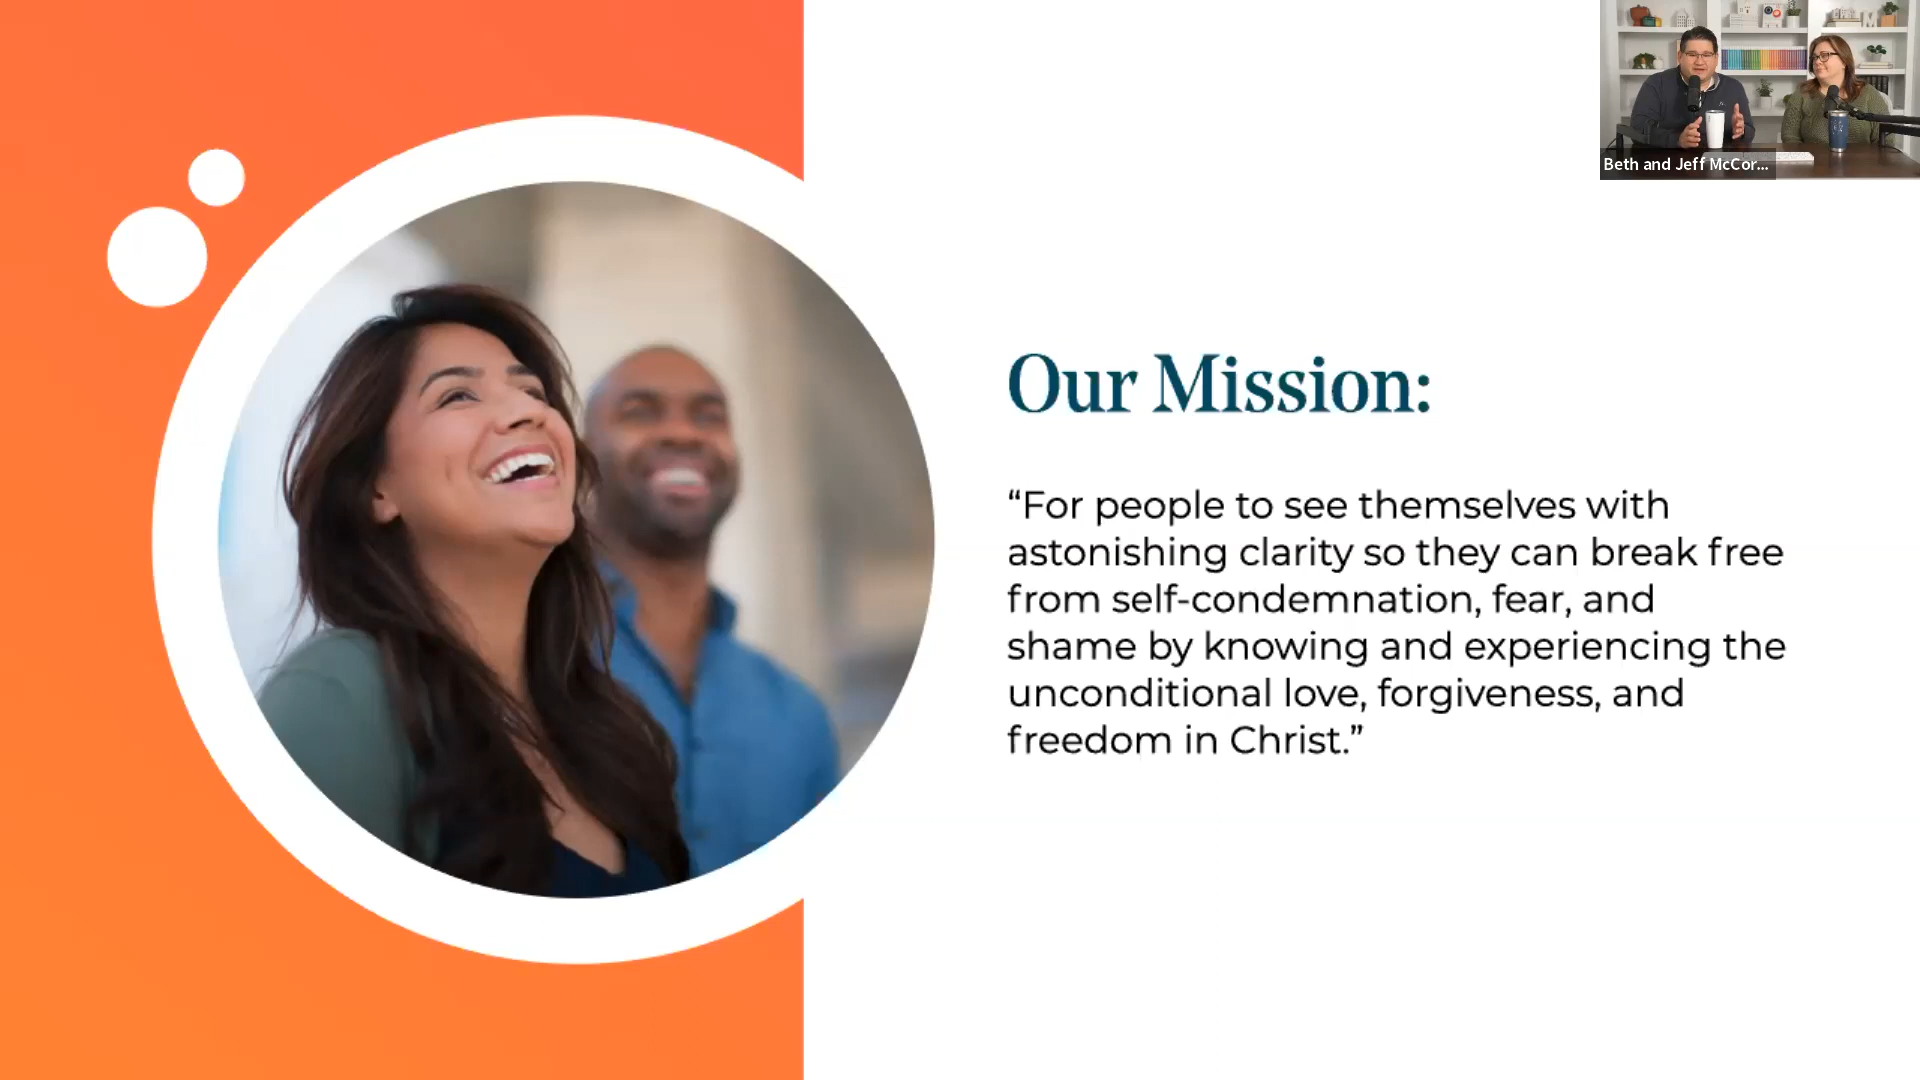 Beth and Jeff McCor...
Our Mission:
“For people to see themselves with
astonishing clarity so they can break free
from self-condemnation, fear, and
shame by knowing and experiencing the
unconditional love, forgiveness, and
freedom in Christ.”